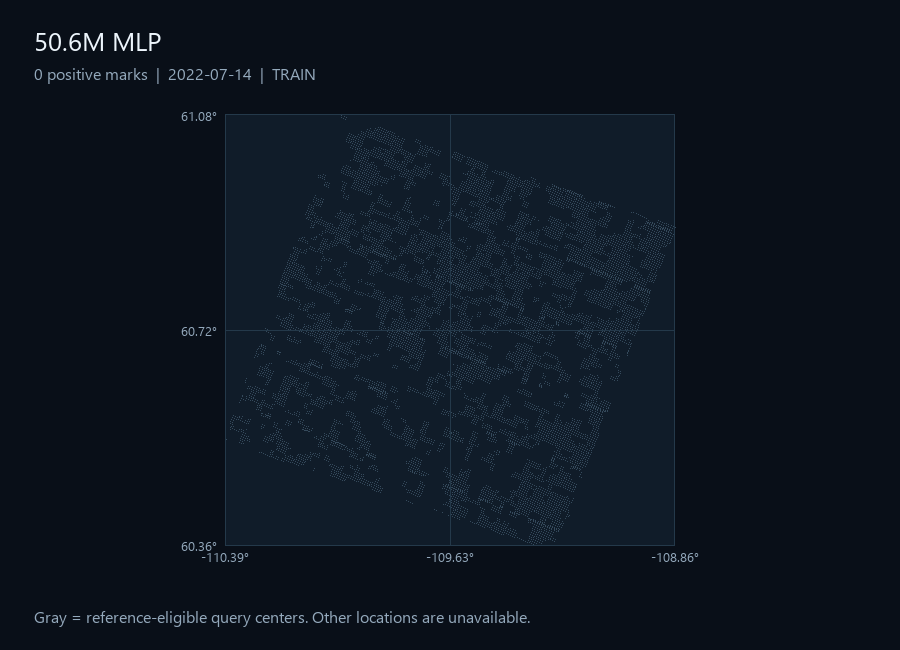 50.6M MLP
0 positive marks | 2022-07-14 | TRAIN
61.08°
60.72°
60.36°
-110.39°
-109.63°
-108.86°
Gray = reference-eligible query centers. Other locations are unavailable.